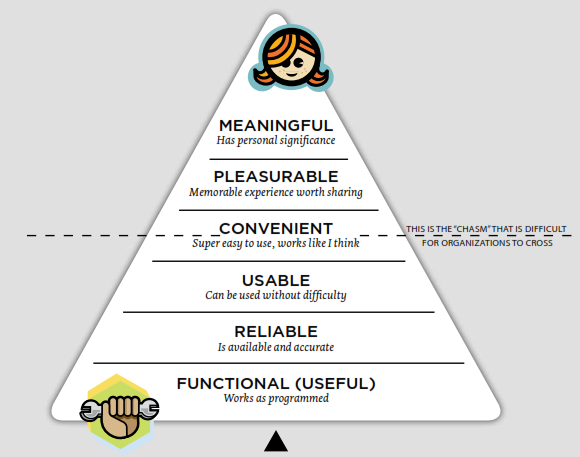 MEANINGFUL
Has personal significance
PLEASURABLE
Memorable experience worth sharing
CONVENIENT
Super easy to use, works like I think
THIS IS THE "CHASM" THAT IS DIFFICULT
FOR ORGANIZATIONS TO CROSS
USABLE
Can be used without difficulty
RELIABLE
Is available and accurate
FUNCTIONAL (USEFUL)
Works as programmed